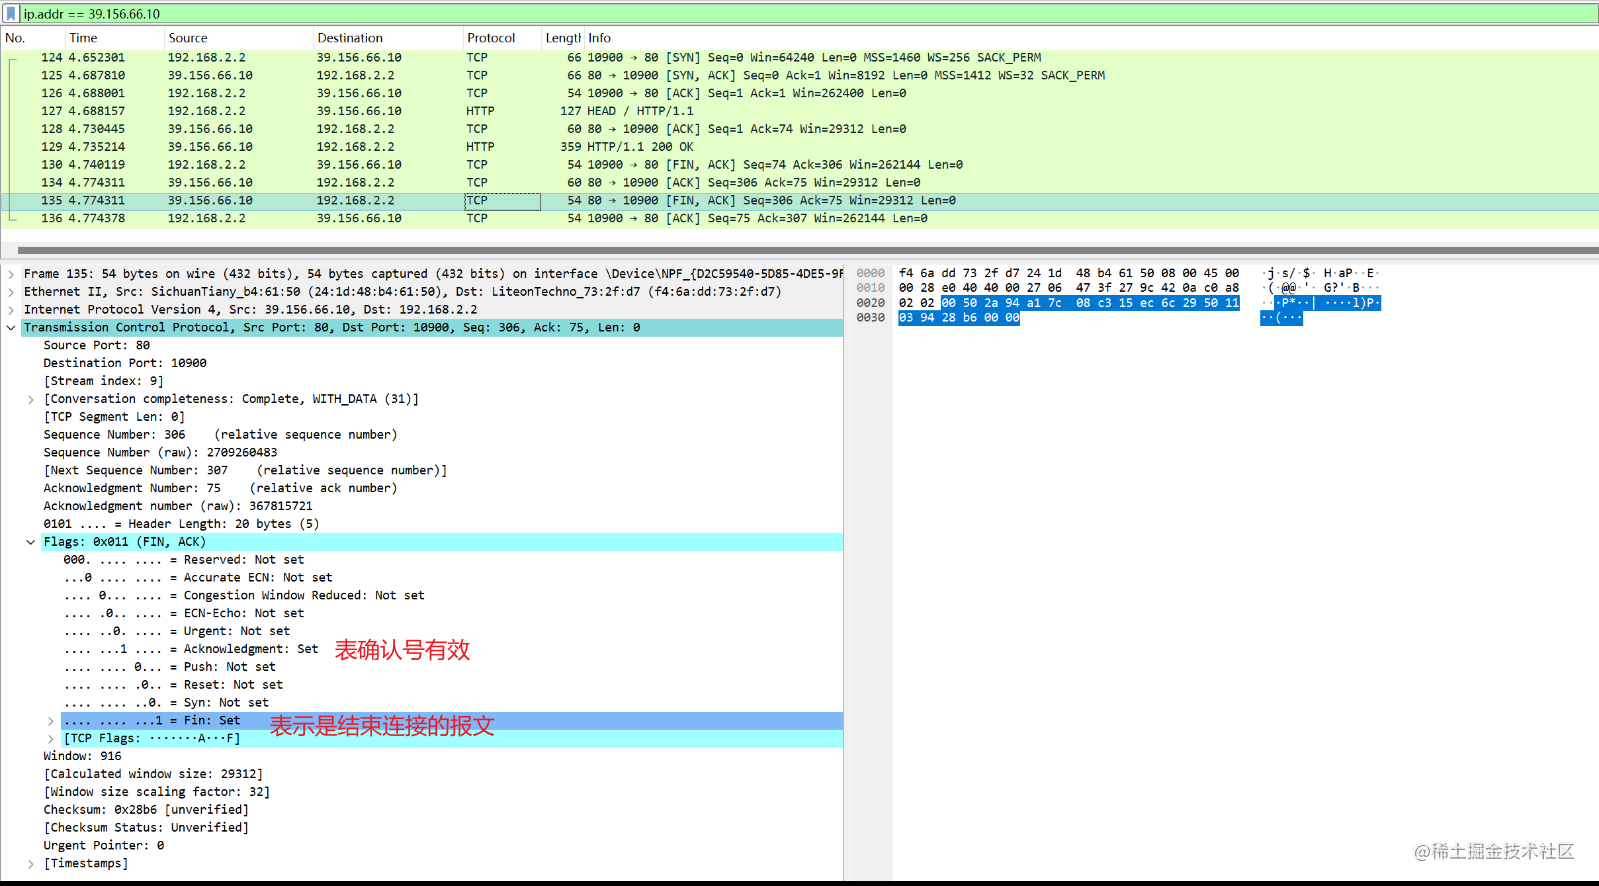 ip.addr == 39.156.66.10
No. Time Source Destination Protocol Length Info
124 4.652301 192.168.2.2 39.156.66.10 TCP 66 10900 → 80 [SYN] Seq=0 Win=64240 Len=0 MSS=1460 WS=256 SACK_PERM
125 4.687810 39.156.66.10 192.168.2.2 TCP 66 80 → 10900 [SYN, ACK] Seq=0 Ack=1 Win=8192 Len=0 MSS=1412 WS=32 SACK_PERM
126 4.688001 192.168.2.2 39.156.66.10 TCP 54 10900 → 80 [ACK] Seq=1 Ack=1 Win=262400 Len=0
127 4.688157 192.168.2.2 39.156.66.10 HTTP 127 HEAD / HTTP/1.1
128 4.730445 39.156.66.10 192.168.2.2 TCP 60 80 → 10900 [ACK] Seq=1 Ack=74 Win=29312 Len=0
129 4.735214 39.156.66.10 192.168.2.2 HTTP 359 HTTP/1.1 200 OK
130 4.740119 192.168.2.2 39.156.66.10 TCP 54 10900 → 80 [FIN, ACK] Seq=74 Ack=306 Win=262144 Len=0
134 4.774311 39.156.66.10 192.168.2.2 TCP 60 80 → 10900 [ACK] Seq=306 Ack=75 Win=29312 Len=0
135 4.774311 39.156.66.10 192.168.2.2 TCP 54 80 → 10900 [FIN, ACK] Seq=306 Ack=75 Win=29312 Len=0
136 4.774378 192.168.2.2 39.156.66.10 TCP 54 10900 → 80 [ACK] Seq=75 Ack=307 Win=262144 Len=0
Frame 135: 54 bytes on wire (432 bits), 54 bytes captured (432 bits) on interface \Device\NPF_{D2C59540-5D85-4DE5-9F
Ethernet II, Src: SichuanTiany_b4:61:50 (24:1d:48:b4:61:50), Dst: LiteonTechno_73:2f:d7 (f4:6a:dd:73:2f:d7)
Internet Protocol Version 4, Src: 39.156.66.10, Dst: 192.168.2.2
Transmission Control Protocol, Src Port: 80, Dst Port: 10900, Seq: 306, Ack: 75, Len: 0
Source Port: 80
Destination Port: 10900
[Stream index: 9]
[Conversation completeness: Complete, WITH_DATA (31)]
[TCP Segment Len: 0]
Sequence Number: 306 (relative sequence number)
Sequence Number (raw): 2709260483
[Next Sequence Number: 307 (relative sequence number)]
Acknowledgment Number: 75 (relative ack number)
Acknowledgment number (raw): 367815721
0101 .... = Header Length: 20 bytes (5)
Flags: 0x011 (FIN, ACK)
000. .... .... = Reserved: Not set
...0 .... .... = Accurate ECN: Not set
.... 0... .... = Congestion Window Reduced: Not set
.... .0.. .... = ECN-Echo: Not set
.... ..0. .... = Urgent: Not set
.... ...1 .... = Acknowledgment: Set 表确认号有效
.... .... 0... = Push: Not set
.... .... .0.. = Reset: Not set
.... .... ..0. = Syn: Not set
.... .... ...1 = Fin: Set 表示是结束连接的报文
[TCP Flags: ·······A···F]
Window: 916
[Calculated window size: 29312]
[Window size scaling factor: 32]
Checksum: 0x28b6 [unverified]
[Checksum Status: Unverified]
Urgent Pointer: 0
[Timestamps]
0000 f4 6a dd 73 2f d7 24 1d 48 b4 61 50 08 00 45 00 ·j·s/·$· H·aP··E·
0010 00 28 e0 40 40 00 27 06 47 3f 27 9c 42 0a c0 a8 ·(·@@·'· G?'·B···
0020 02 02 00 50 2a 94 a1 7c 08 c3 15 ec 6c 29 50 11 ···P*··| ····l)P·
0030 03 94 28 b6 00 00 ··(···
@稀土掘金技术社区